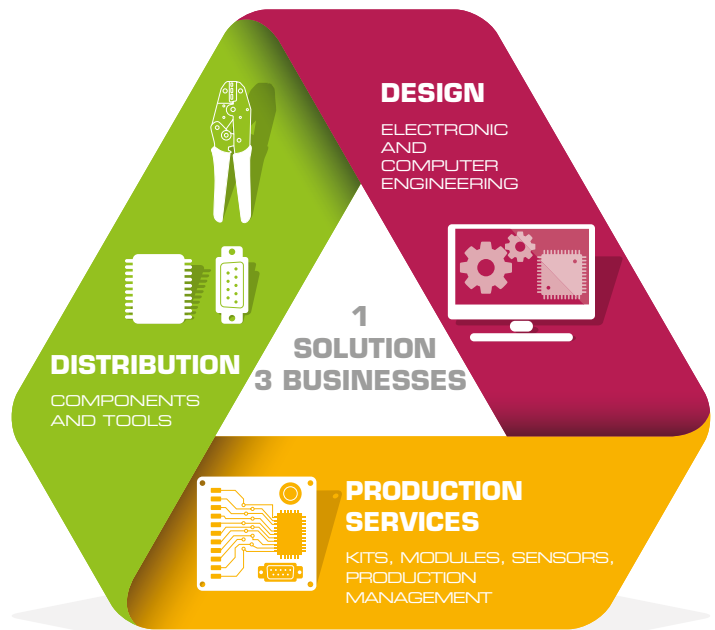 DESIGN
ELECTRONIC
AND
COMPUTER
ENGINEERING
1
SOLUTION
3 BUSINESSES
DISTRIBUTION
COMPONENTS
AND TOOLS
PRODUCTION
SERVICES
KITS, MODULES, SENSORS,
PRODUCTION
MANAGEMENT